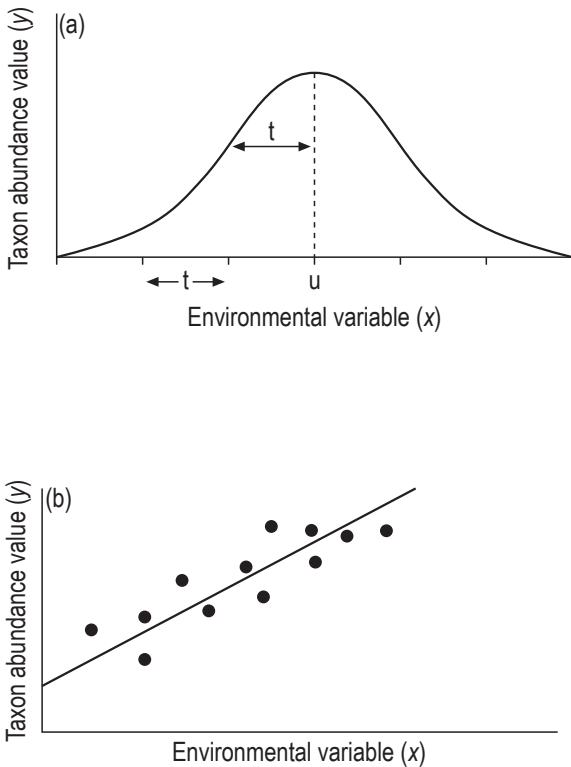 (a)
Taxon abundance value (y)
t
t
u
Environmental variable (x)
(b)
Taxon abundance value (y)
Environmental variable (x)